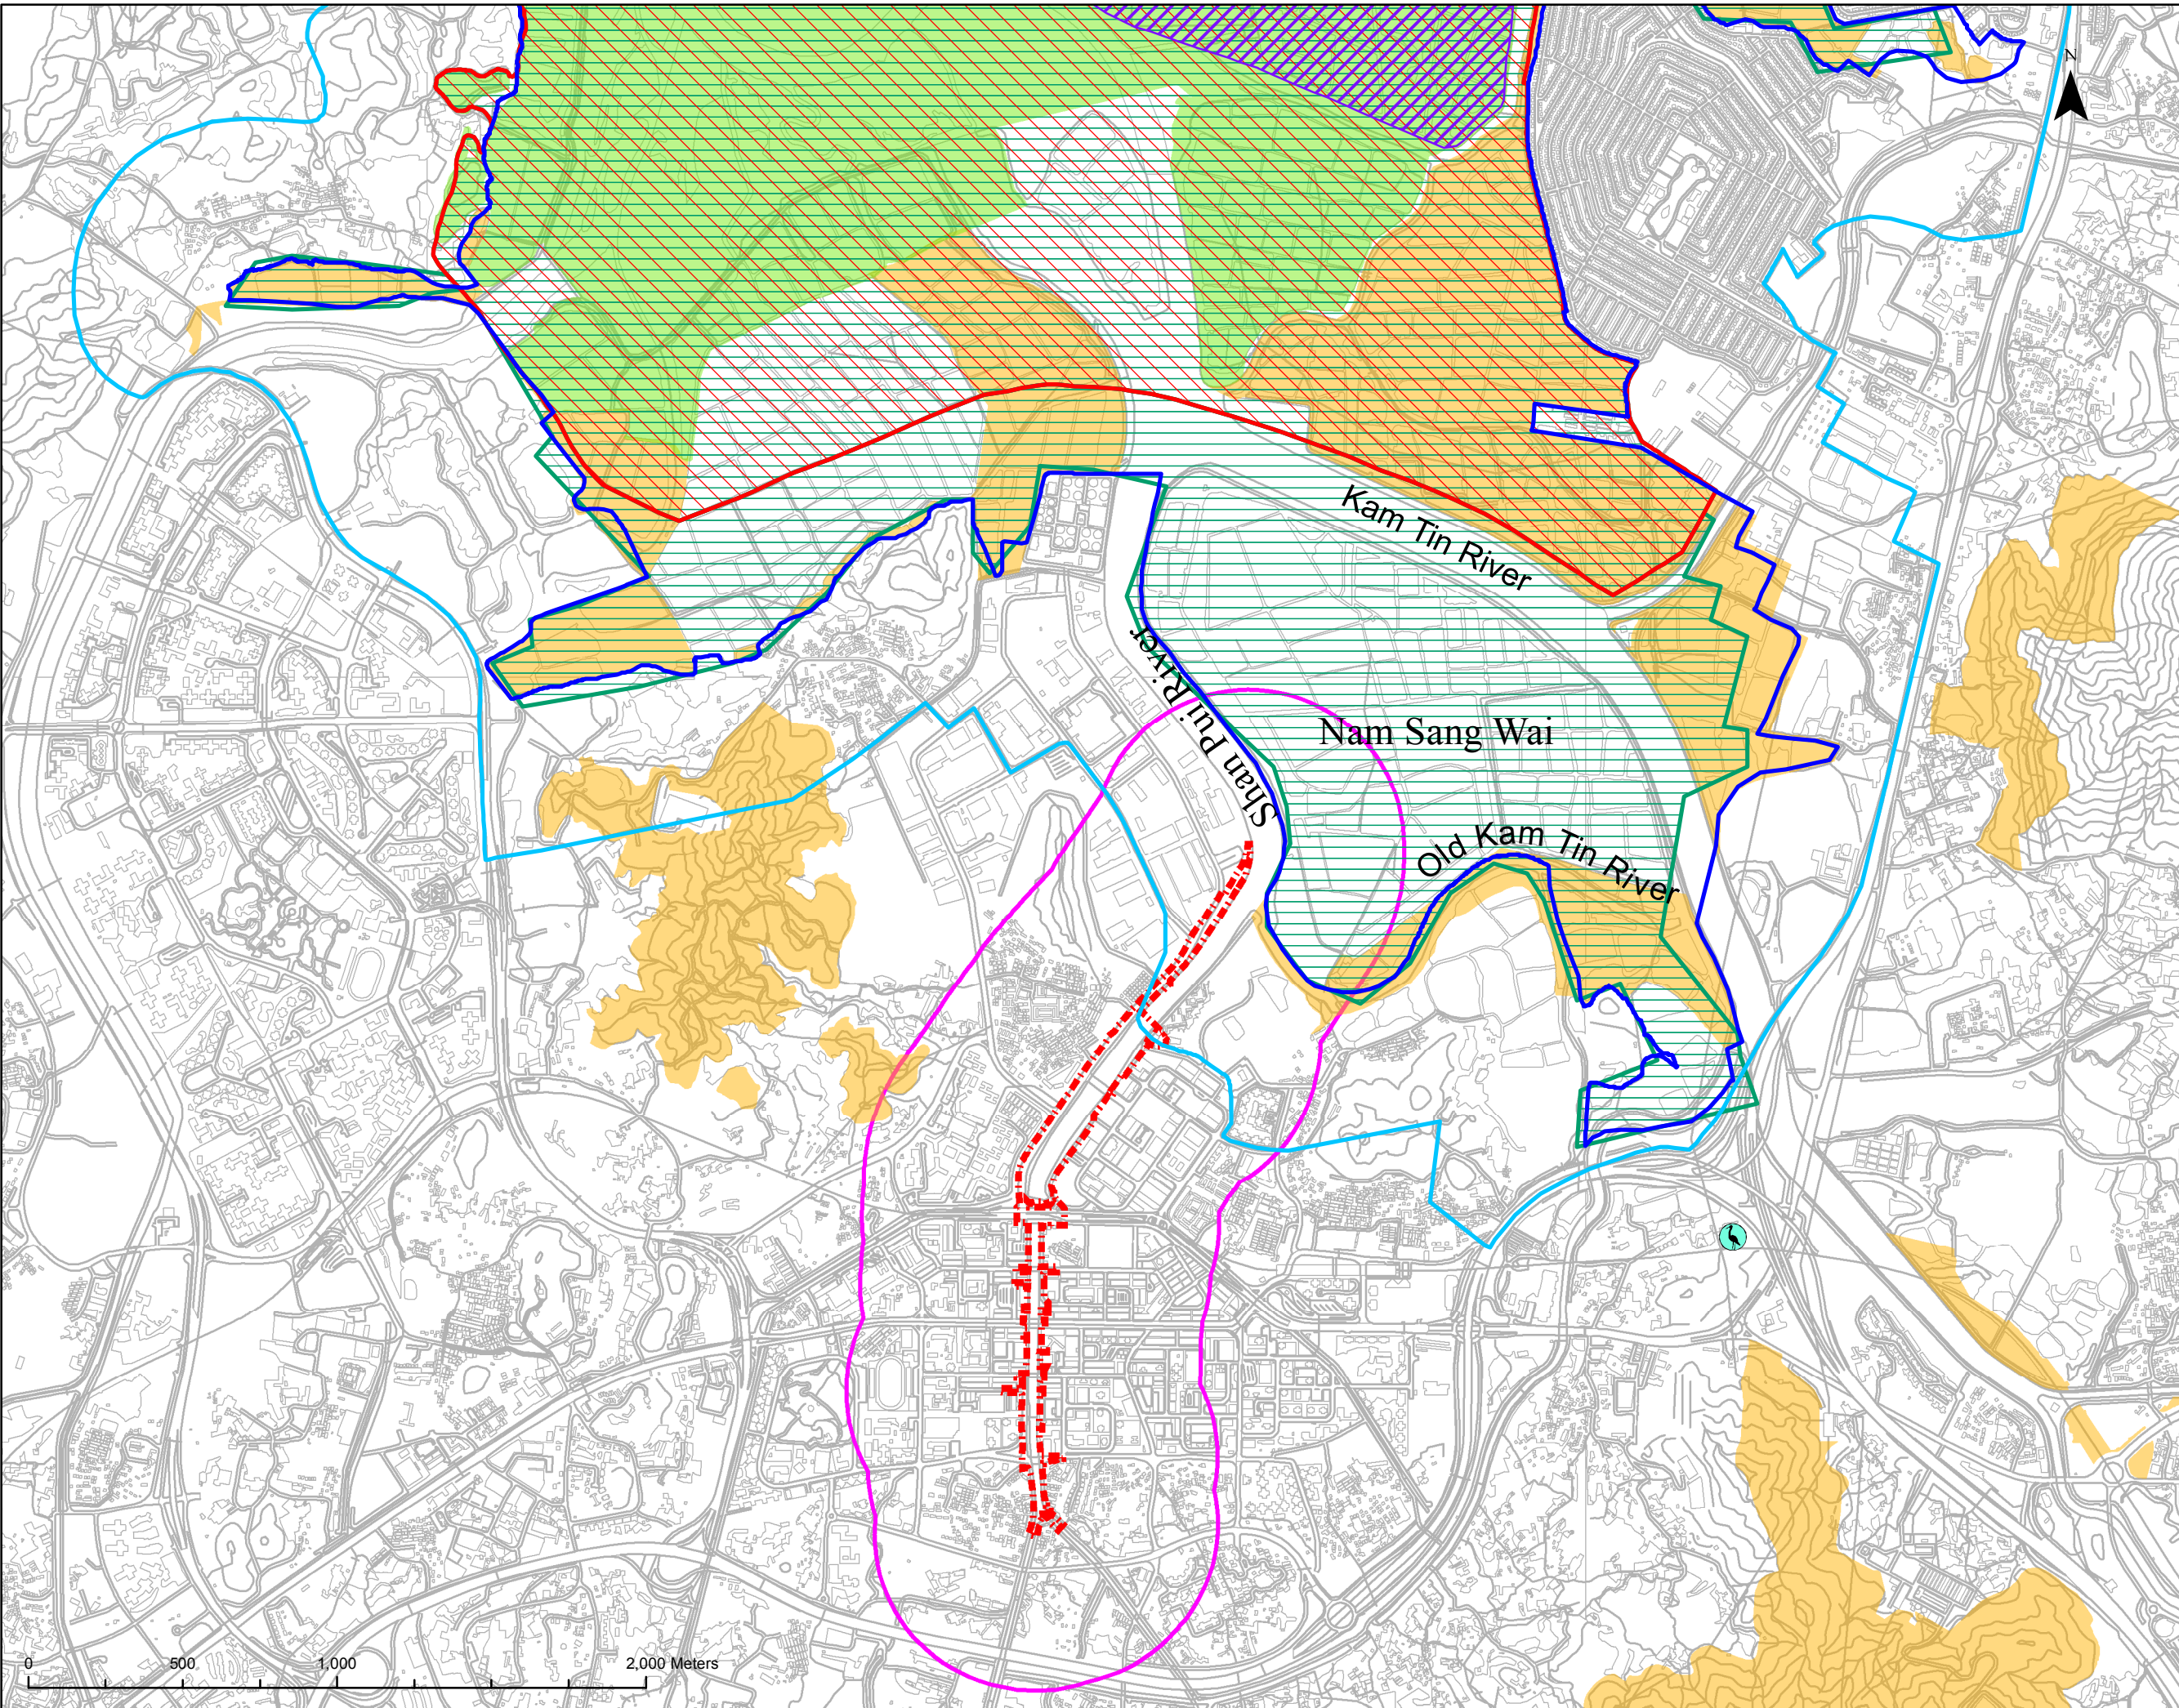 N
Kam Tin River
Shan Pui River
Nam Sang Wai
Old Kam Tin River
0 500 1,000 2,000 Meters